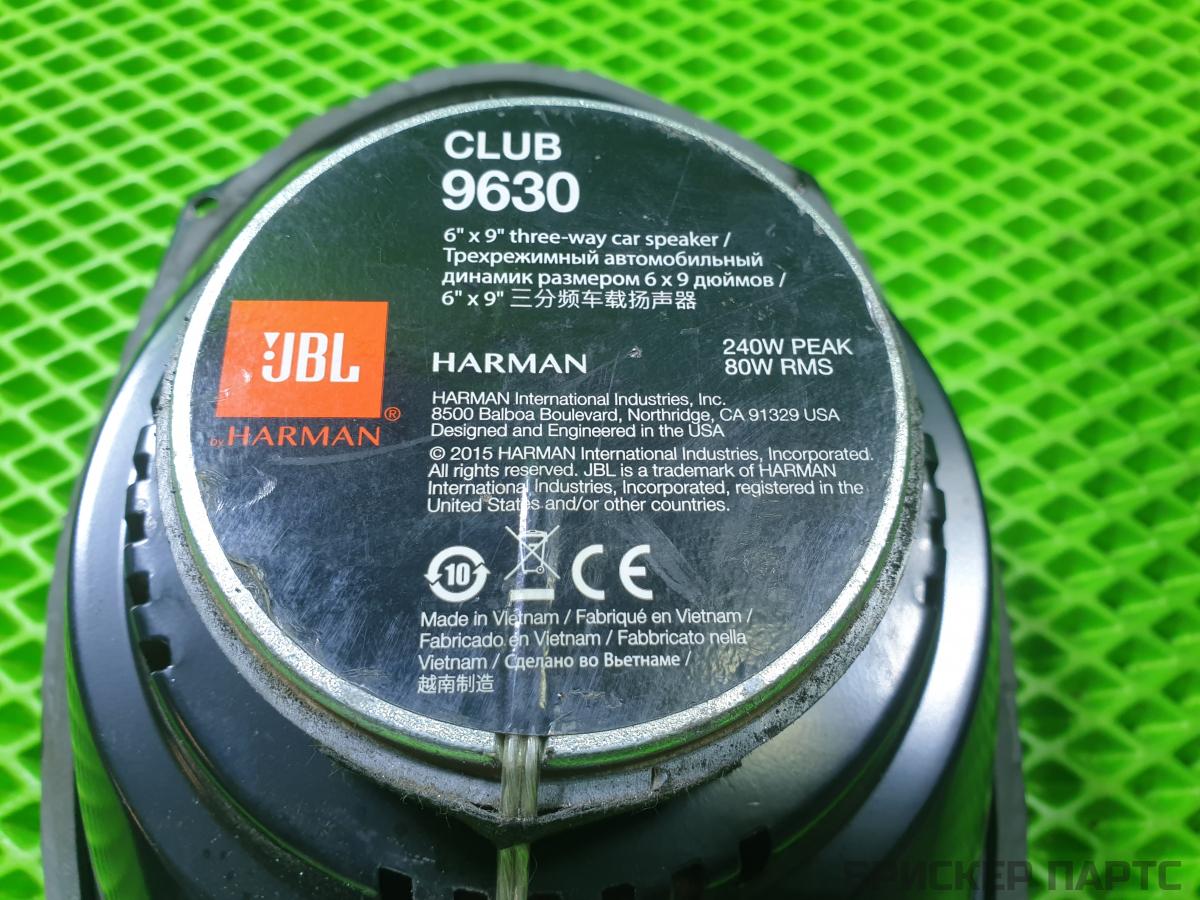 CLUB
9630
6" x 9" three-way car speaker /
Трехрежимный автомобильный
динамик размером 6 x 9 дюймов /
6" x 9" 三分频车载扬声器
JBL
®
by HARMAN
HARMAN
240W PEAK
80W RMS
HARMAN International Industries, Inc.
8500 Balboa Boulevard, Northridge, CA 91329 USA
Designed and Engineered in the USA
© 2015 HARMAN International Industries, Incorporated.
All rights reserved. JBL is a trademark of HARMAN
International Industries, Incorporated, registered in the
United States and/or other countries.
10
CE
Made in Vietnam / Fabriqué en Vietnam /
Fabricado en Vietnam / Fabbricato nella
Vietnam / Сделано во Вьетнаме /
越南制造
БРИСКЕР ПАРТС